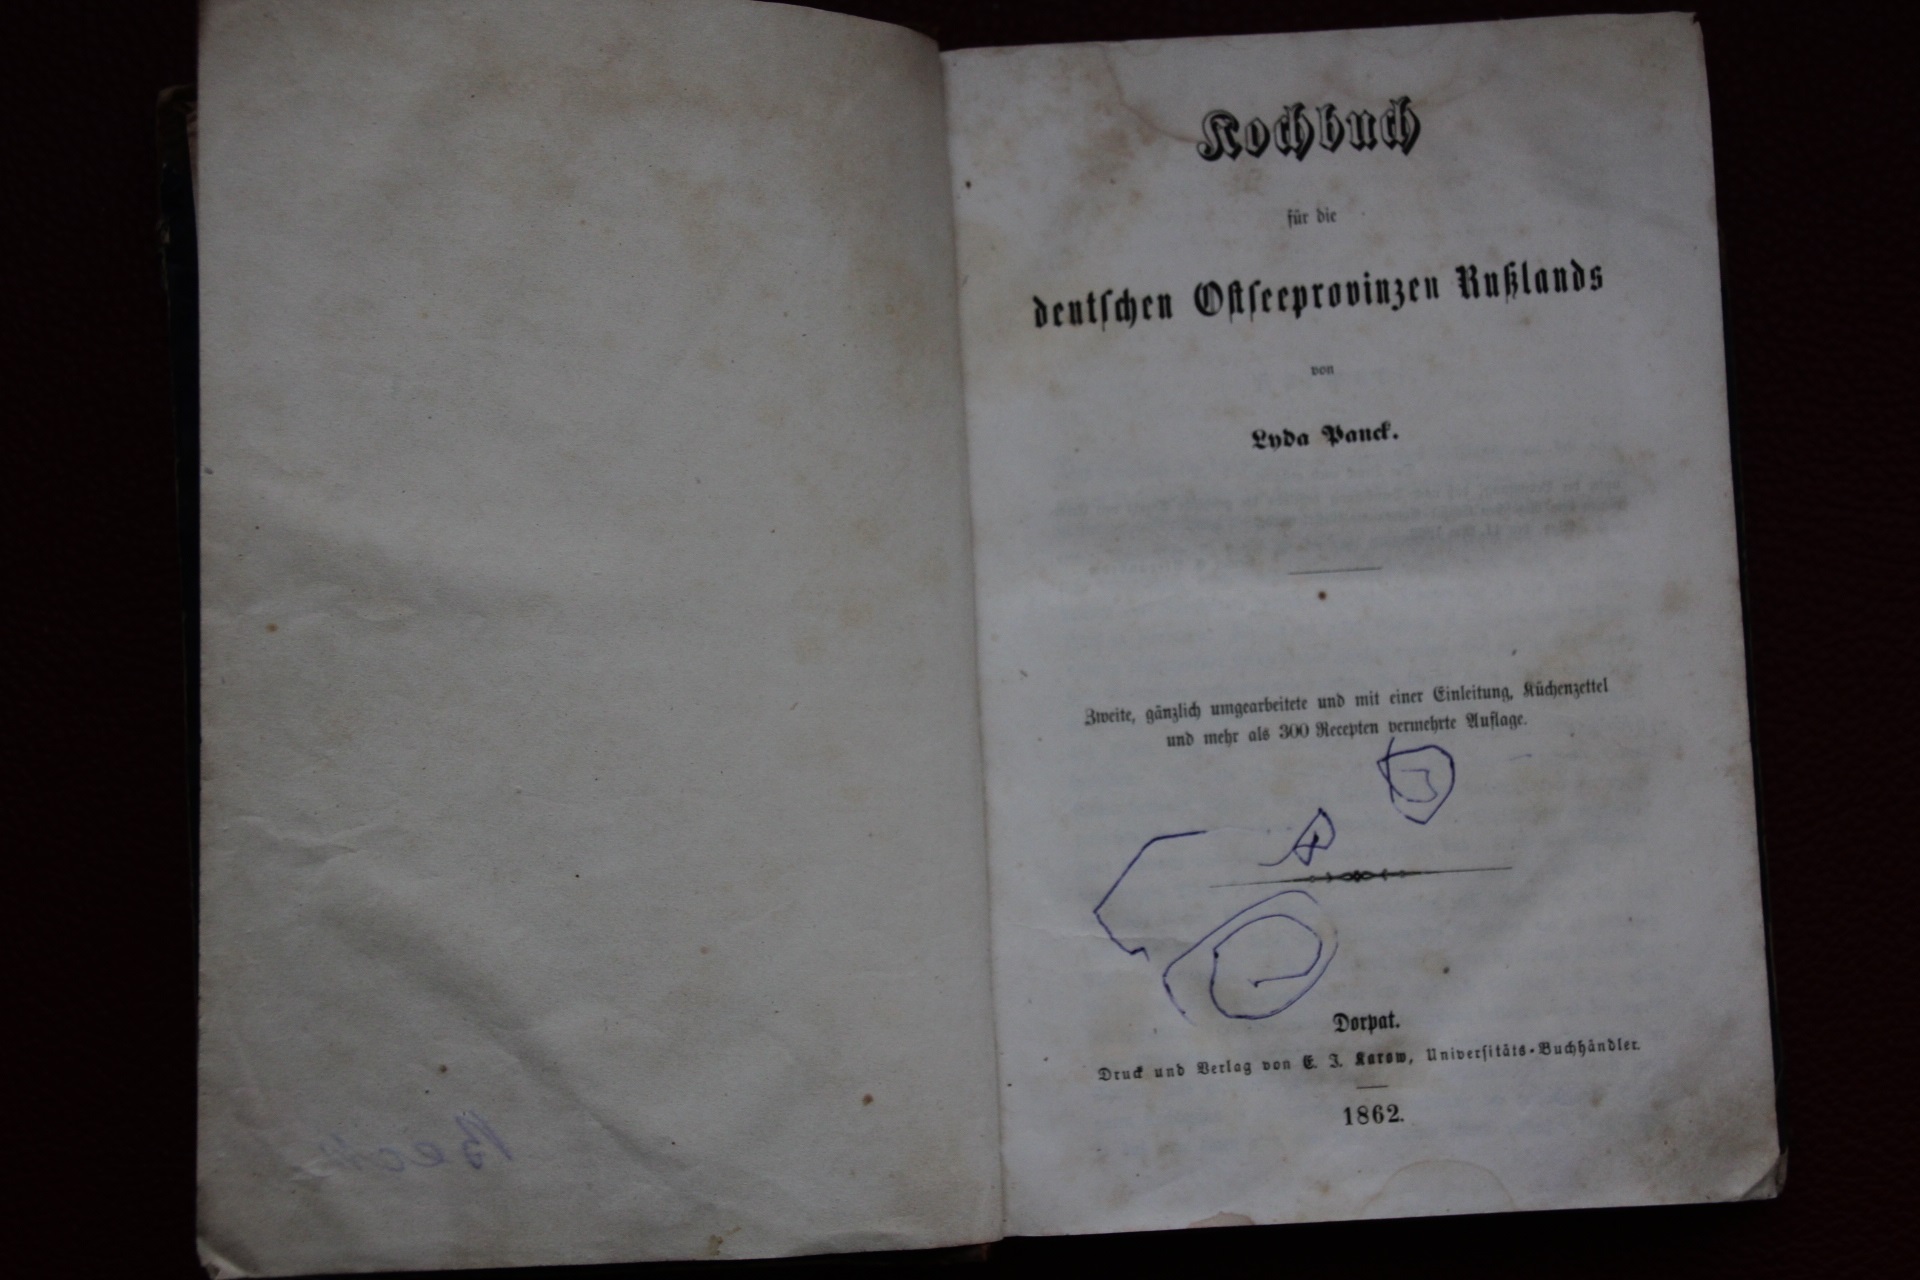 Kochbuch
für die
deutschen Ostseeprovinzen Rußlands
von
Lyda Panck.
Zweite, gänzlich umgearbeitete und mit einer Einleitung, Küchenzettel
und mehr als 300 Recepten vermehrte Auflage.
Dorpat.
Druck und Verlag von E. J. Karow, Universitäts-Buchhändler.
1862.